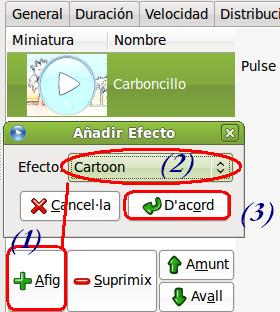 General Duración Velocidad Distribuci
Miniatura Nombre
Carboncillo
Pulse
Añadir Efecto
Efecto: Cartoon (2)
Cancel·la D'acord
(3)
(1)
Afig Suprimix Amunt
Avall